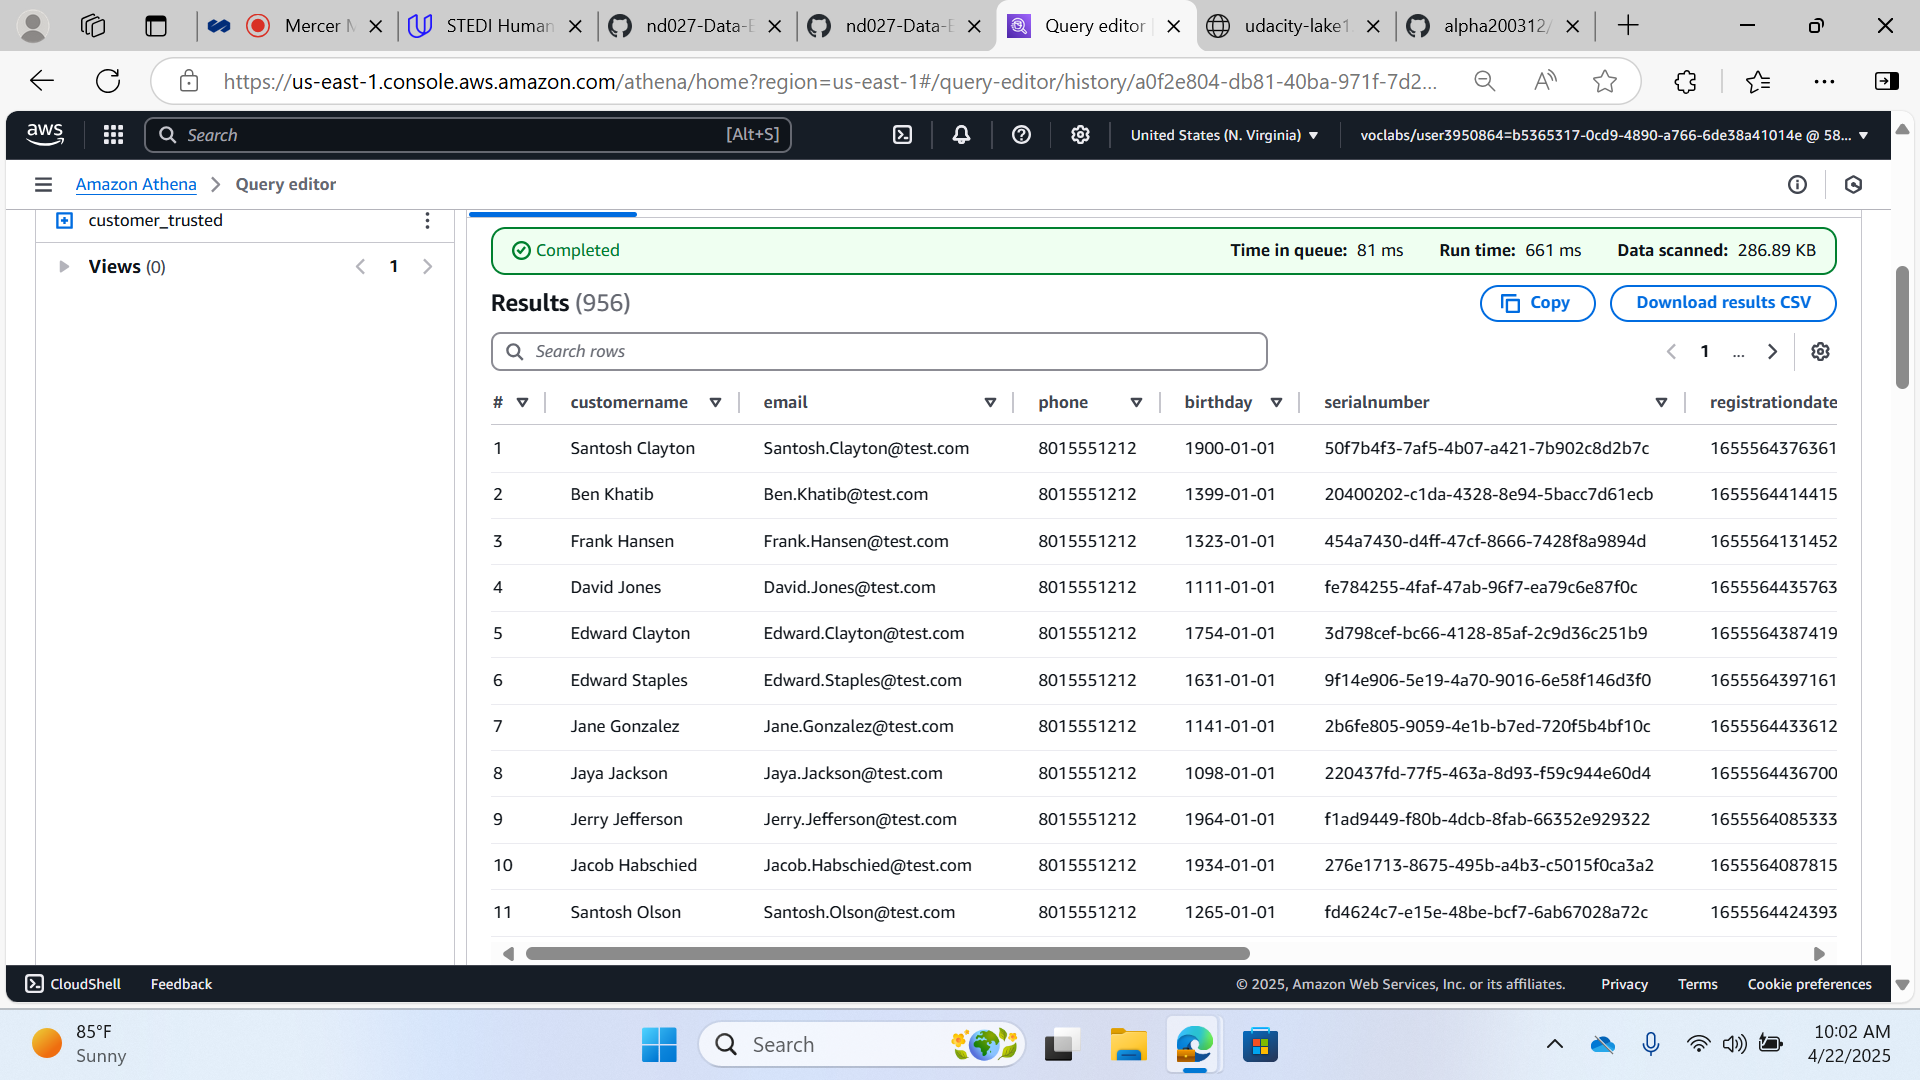 Mercer M
STEDI Human
nd027-Data-E
nd027-Data-E
Query editor |
udacity-lake1.
alpha200312/
https://us-east-1.console.aws.amazon.com/athena/home?region=us-east-1#/query-editor/history/a0f2e804-db81-40ba-971f-7d2...
aws
Search
[Alt+S]
United States (N. Virginia)
voclabs/user3950864=b5365317-0cd9-4890-a766-6de38a41014e @ 58...
Amazon Athena
Query editor
customer_trusted
Views (0)
1
Completed
Time in queue: 81 ms
Run time: 661 ms
Data scanned: 286.89 KB
Results (956)
Copy
Download results CSV
Search rows
1
...
# customername email phone birthday serialnumber registrationdate
1 Santosh Clayton Santosh.Clayton@test.com 8015551212 1900-01-01 50f7b4f3-7af5-4b07-a421-7b902c8d2b7c 1655564376361
2 Ben Khatib Ben.Khatib@test.com 8015551212 1399-01-01 20400202-c1da-4328-8e94-5bacc7d61ecb 1655564414415
3 Frank Hansen Frank.Hansen@test.com 8015551212 1323-01-01 454a7430-d4ff-47cf-8666-7428f8a9894d 1655564131452
4 David Jones David.Jones@test.com 8015551212 1111-01-01 fe784255-4faf-47ab-96f7-ea79c6e87f0c 1655564435763
5 Edward Clayton Edward.Clayton@test.com 8015551212 1754-01-01 3d798cef-bc66-4128-85af-2c9d36c251b9 1655564387419
6 Edward Staples Edward.Staples@test.com 8015551212 1631-01-01 9f14e906-5e19-4a70-9016-6e58f146d3f0 1655564397161
7 Jane Gonzalez Jane.Gonzalez@test.com 8015551212 1141-01-01 2b6fe805-9059-4e1b-b7ed-720f5b4bf10c 1655564433612
8 Jaya Jackson Jaya.Jackson@test.com 8015551212 1098-01-01 220437fd-77f5-463a-8d93-f59c944e60d4 1655564436700
9 Jerry Jefferson Jerry.Jefferson@test.com 8015551212 1964-01-01 f1ad9449-f80b-4dcb-8fab-66352e929322 1655564085333
10 Jacob Habschied Jacob.Habschied@test.com 8015551212 1934-01-01 276e1713-8675-495b-a4b3-c5015f0ca3a2 1655564087815
11 Santosh Olson Santosh.Olson@test.com 8015551212 1265-01-01 fd4624c7-e15e-48be-bcf7-6ab67028a72c 1655564424393
CloudShell
Feedback
© 2025, Amazon Web Services, Inc. or its affiliates.
Privacy
Terms
Cookie preferences
85°F
Sunny
Search
10:02 AM
4/22/2025